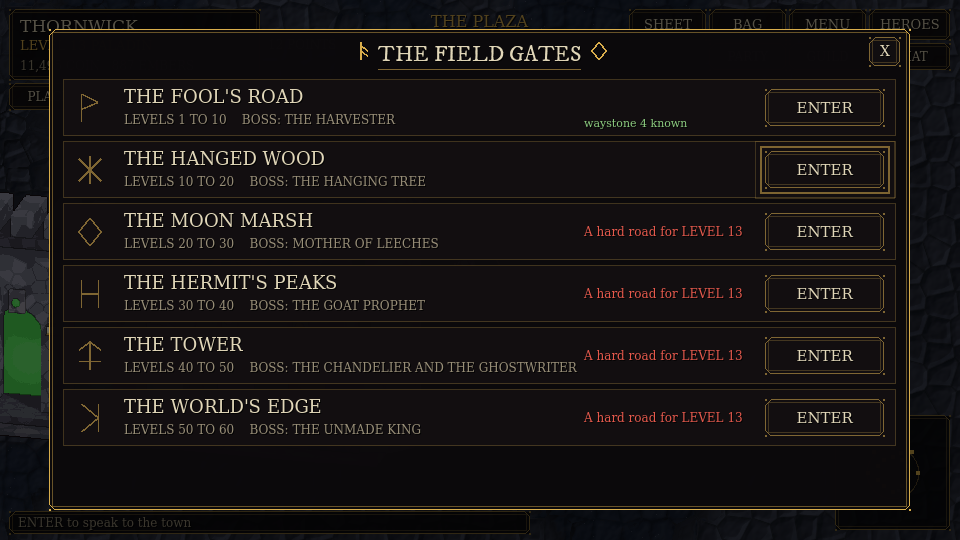 THORNWICK
THE PLAZA
SHEET
BAG
MENU
HEROES
THE FIELD GATES
X
THE FOOL'S ROAD
LEVELS 1 TO 10 BOSS: THE HARVESTER
waystone 4 known
ENTER
THE HANGED WOOD
LEVELS 10 TO 20 BOSS: THE HANGING TREE
ENTER
THE MOON MARSH
LEVELS 20 TO 30 BOSS: MOTHER OF LEECHES
A hard road for LEVEL 13
ENTER
THE HERMIT'S PEAKS
LEVELS 30 TO 40 BOSS: THE GOAT PROPHET
A hard road for LEVEL 13
ENTER
THE TOWER
LEVELS 40 TO 50 BOSS: THE CHANDELIER AND THE GHOSTWRITER
A hard road for LEVEL 13
ENTER
THE WORLD'S EDGE
LEVELS 50 TO 60 BOSS: THE UNMADE KING
A hard road for LEVEL 13
ENTER
ENTER to speak to the town